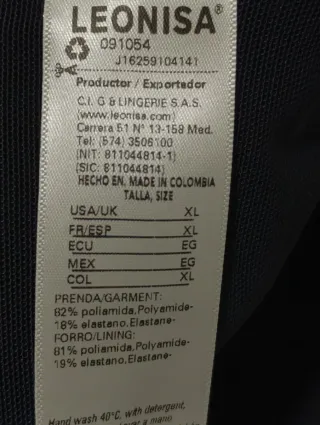 LEONISA®
091054
J16259104141
Productor / Exportador
C.I. G & LINGERIE S.A.S.
(www.leonisa.com)
Carrera 51 N° 13-158 Med.
Tel: (574) 3506100
(NIT: 811044814-1)
(SIC: 811044814)
HECHO EN. MADE IN COLOMBIA
TALLA, SIZE
USA/UK XL
FR/ESP XL
ECU EG
MEX EG
COL XL
PRENDA/GARMENT:
82% poliamida,Polyamide-
18% elastano,Elastane-
FORRO/LINING:
81% poliamida,Polyamide-
19% elastano,Elastane-
Hand wash 40°C, with detergent,
a mano